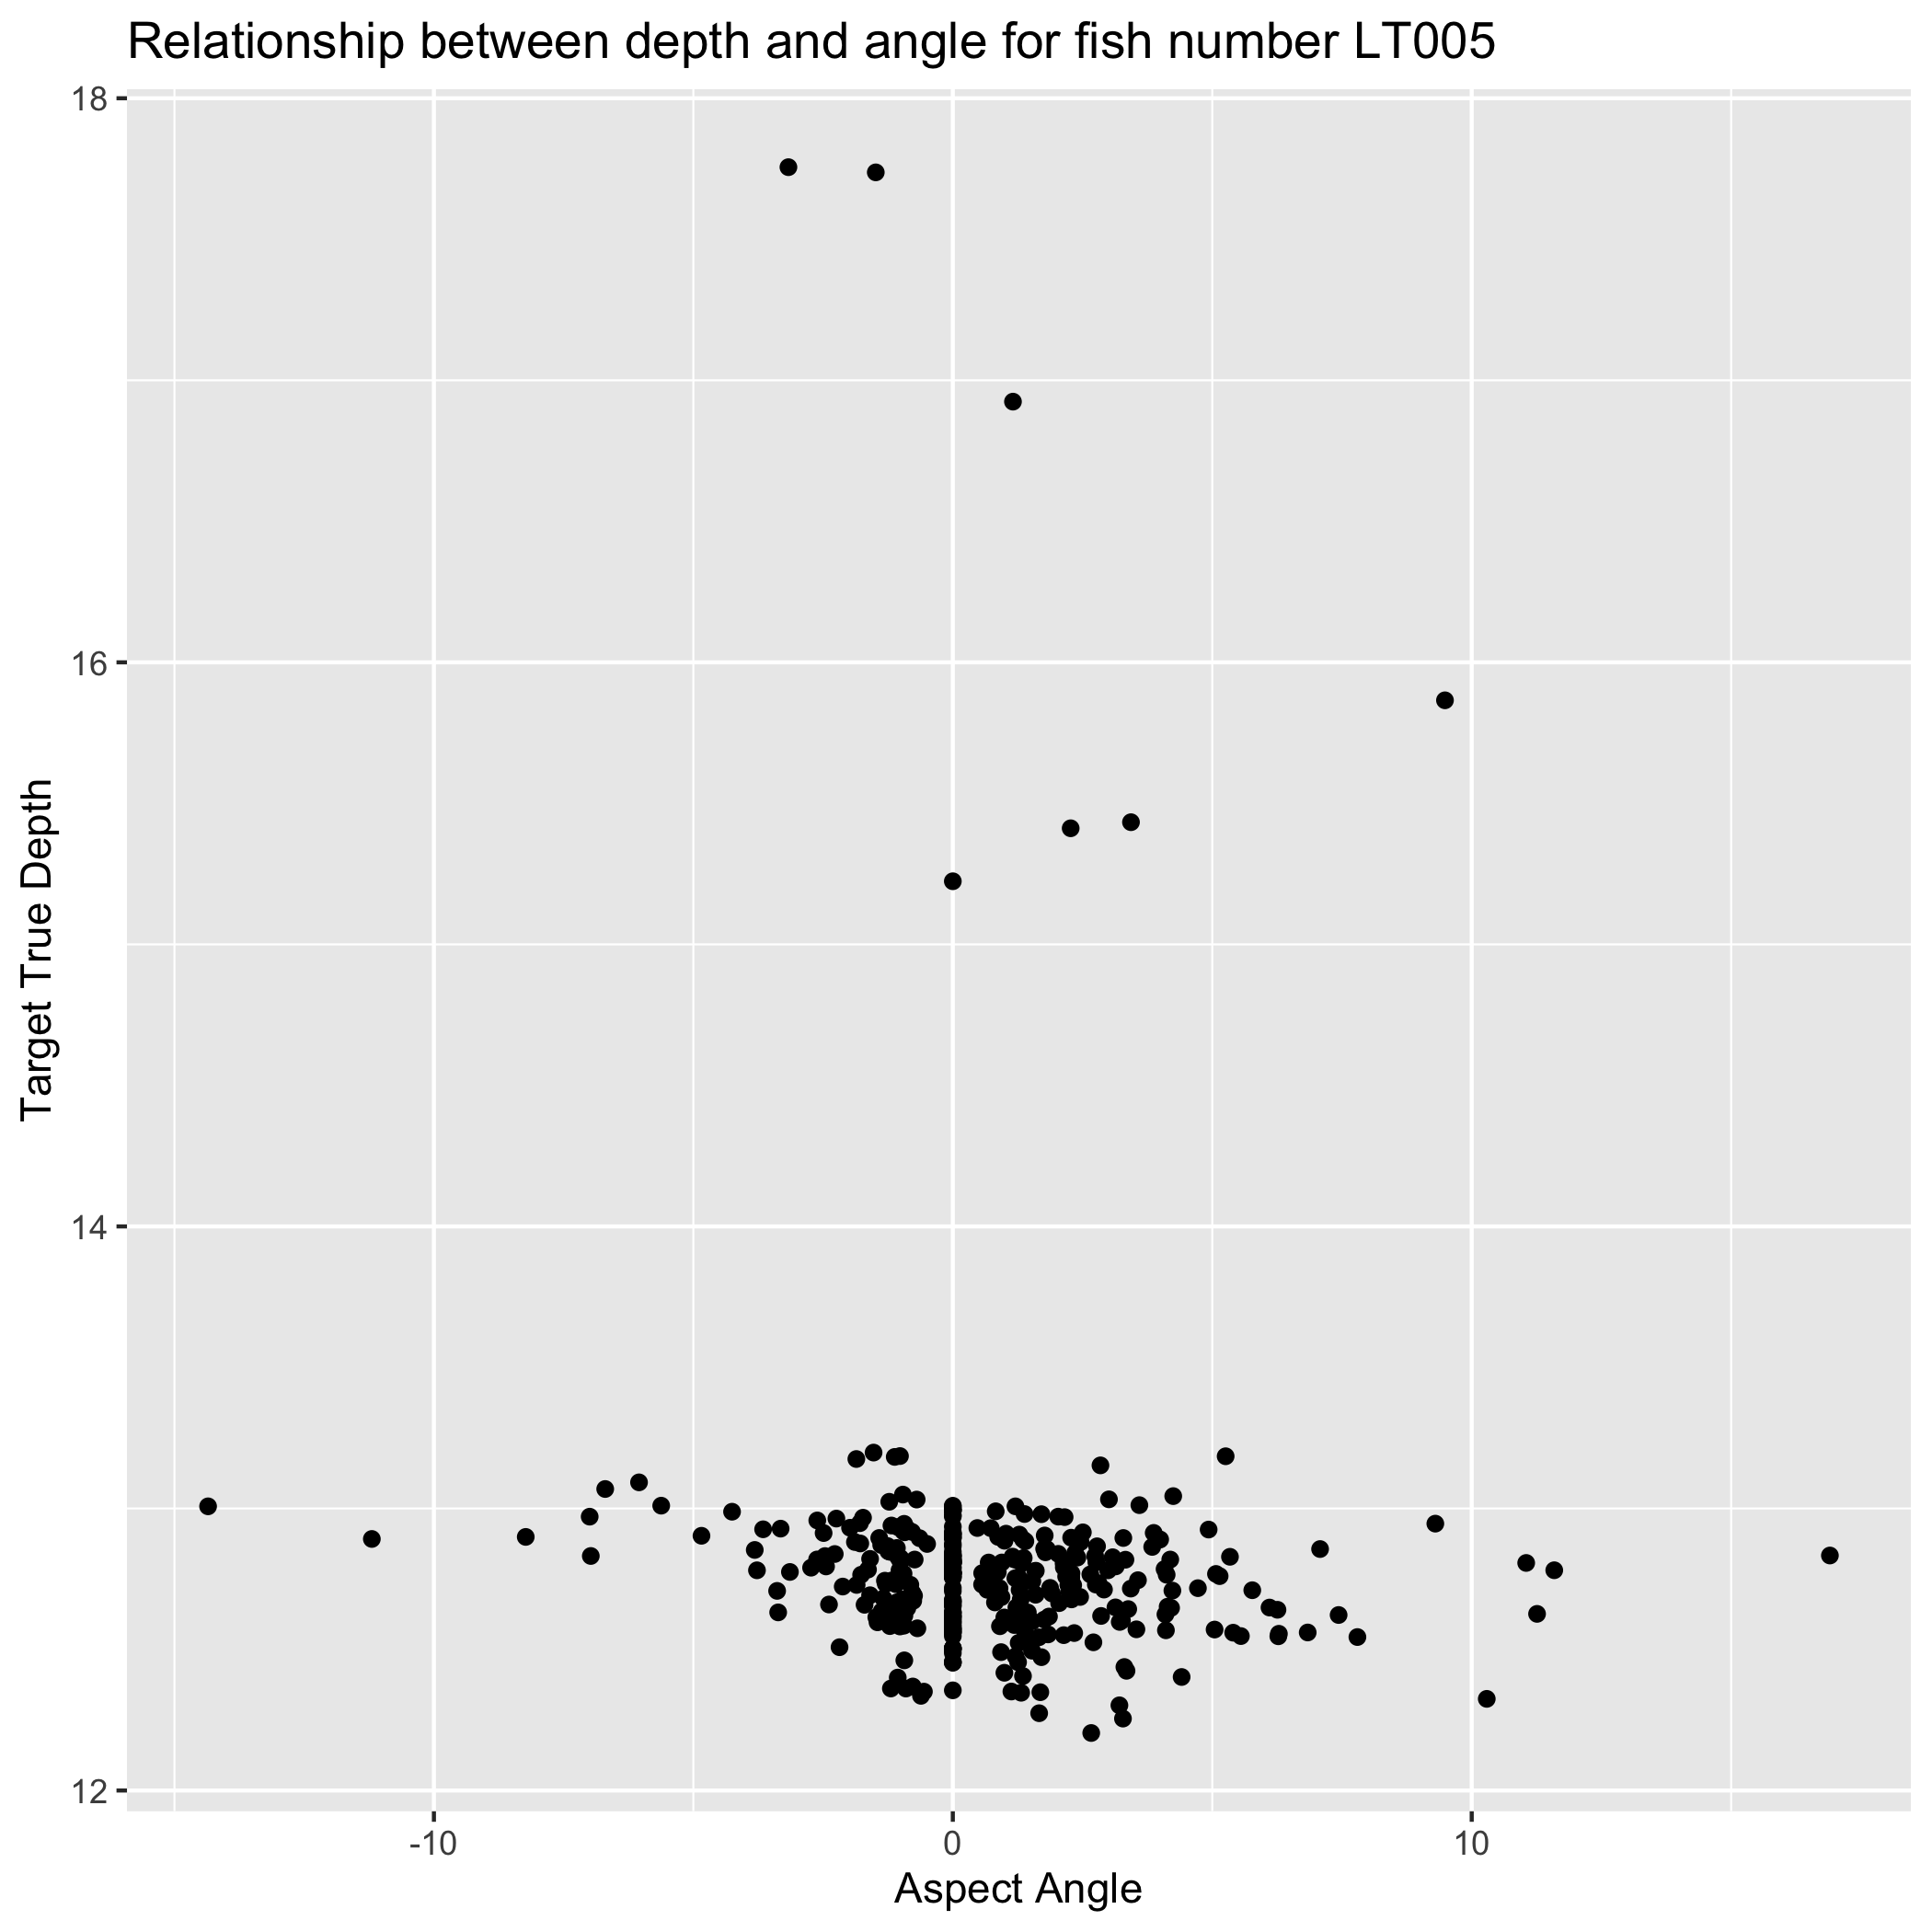 Relationship between depth and angle for fish number LT005
18
16
14
12
Target True Depth
-10
0
10
Aspect Angle